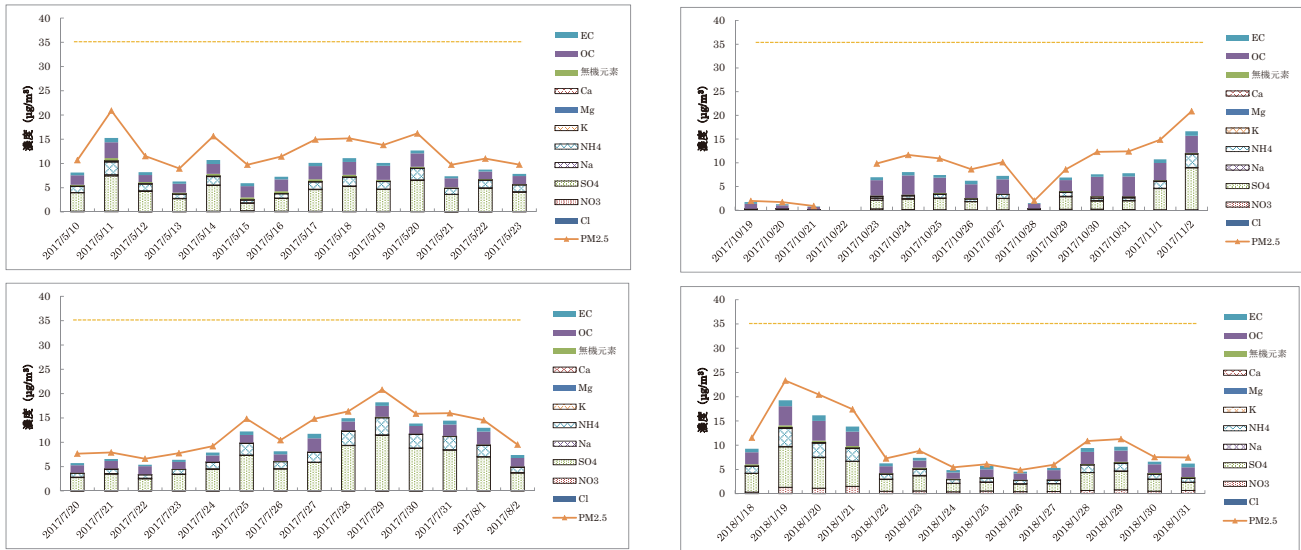 40
35
30
25
20
15
10
5
0
濃度（μg/m³）
2017/5/10
2017/5/11
2017/5/12
2017/5/13
2017/5/14
2017/5/15
2017/5/16
2017/5/17
2017/5/18
2017/5/19
2017/5/20
2017/5/21
2017/5/22
2017/5/23
EC
OC
無機元素
Ca
Mg
K
NH4
Na
SO4
NO3
Cl
PM2.5
40
35
30
25
20
15
10
5
0
濃度（μg/m³）
2017/10/19
2017/10/20
2017/10/21
2017/10/22
2017/10/23
2017/10/24
2017/10/25
2017/10/26
2017/10/27
2017/10/28
2017/10/29
2017/10/30
2017/10/31
2017/11/1
2017/11/2
EC
OC
無機元素
Ca
Mg
K
NH4
Na
SO4
NO3
Cl
PM2.5
40
35
30
25
20
15
10
5
0
濃度（μg/m³）
2017/7/20
2017/7/21
2017/7/22
2017/7/23
2017/7/24
2017/7/25
2017/7/26
2017/7/27
2017/7/28
2017/7/29
2017/7/30
2017/7/31
2017/8/1
2017/8/2
EC
OC
無機元素
Ca
Mg
K
NH4
Na
SO4
NO3
Cl
PM2.5
40
35
30
25
20
15
10
5
0
濃度（μg/m³）
2018/1/18
2018/1/19
2018/1/20
2018/1/21
2018/1/22
2018/1/23
2018/1/24
2018/1/25
2018/1/26
2018/1/27
2018/1/28
2018/1/29
2018/1/30
2018/1/31
EC
OC
無機元素
Ca
Mg
K
NH4
Na
SO4
NO3
Cl
PM2.5